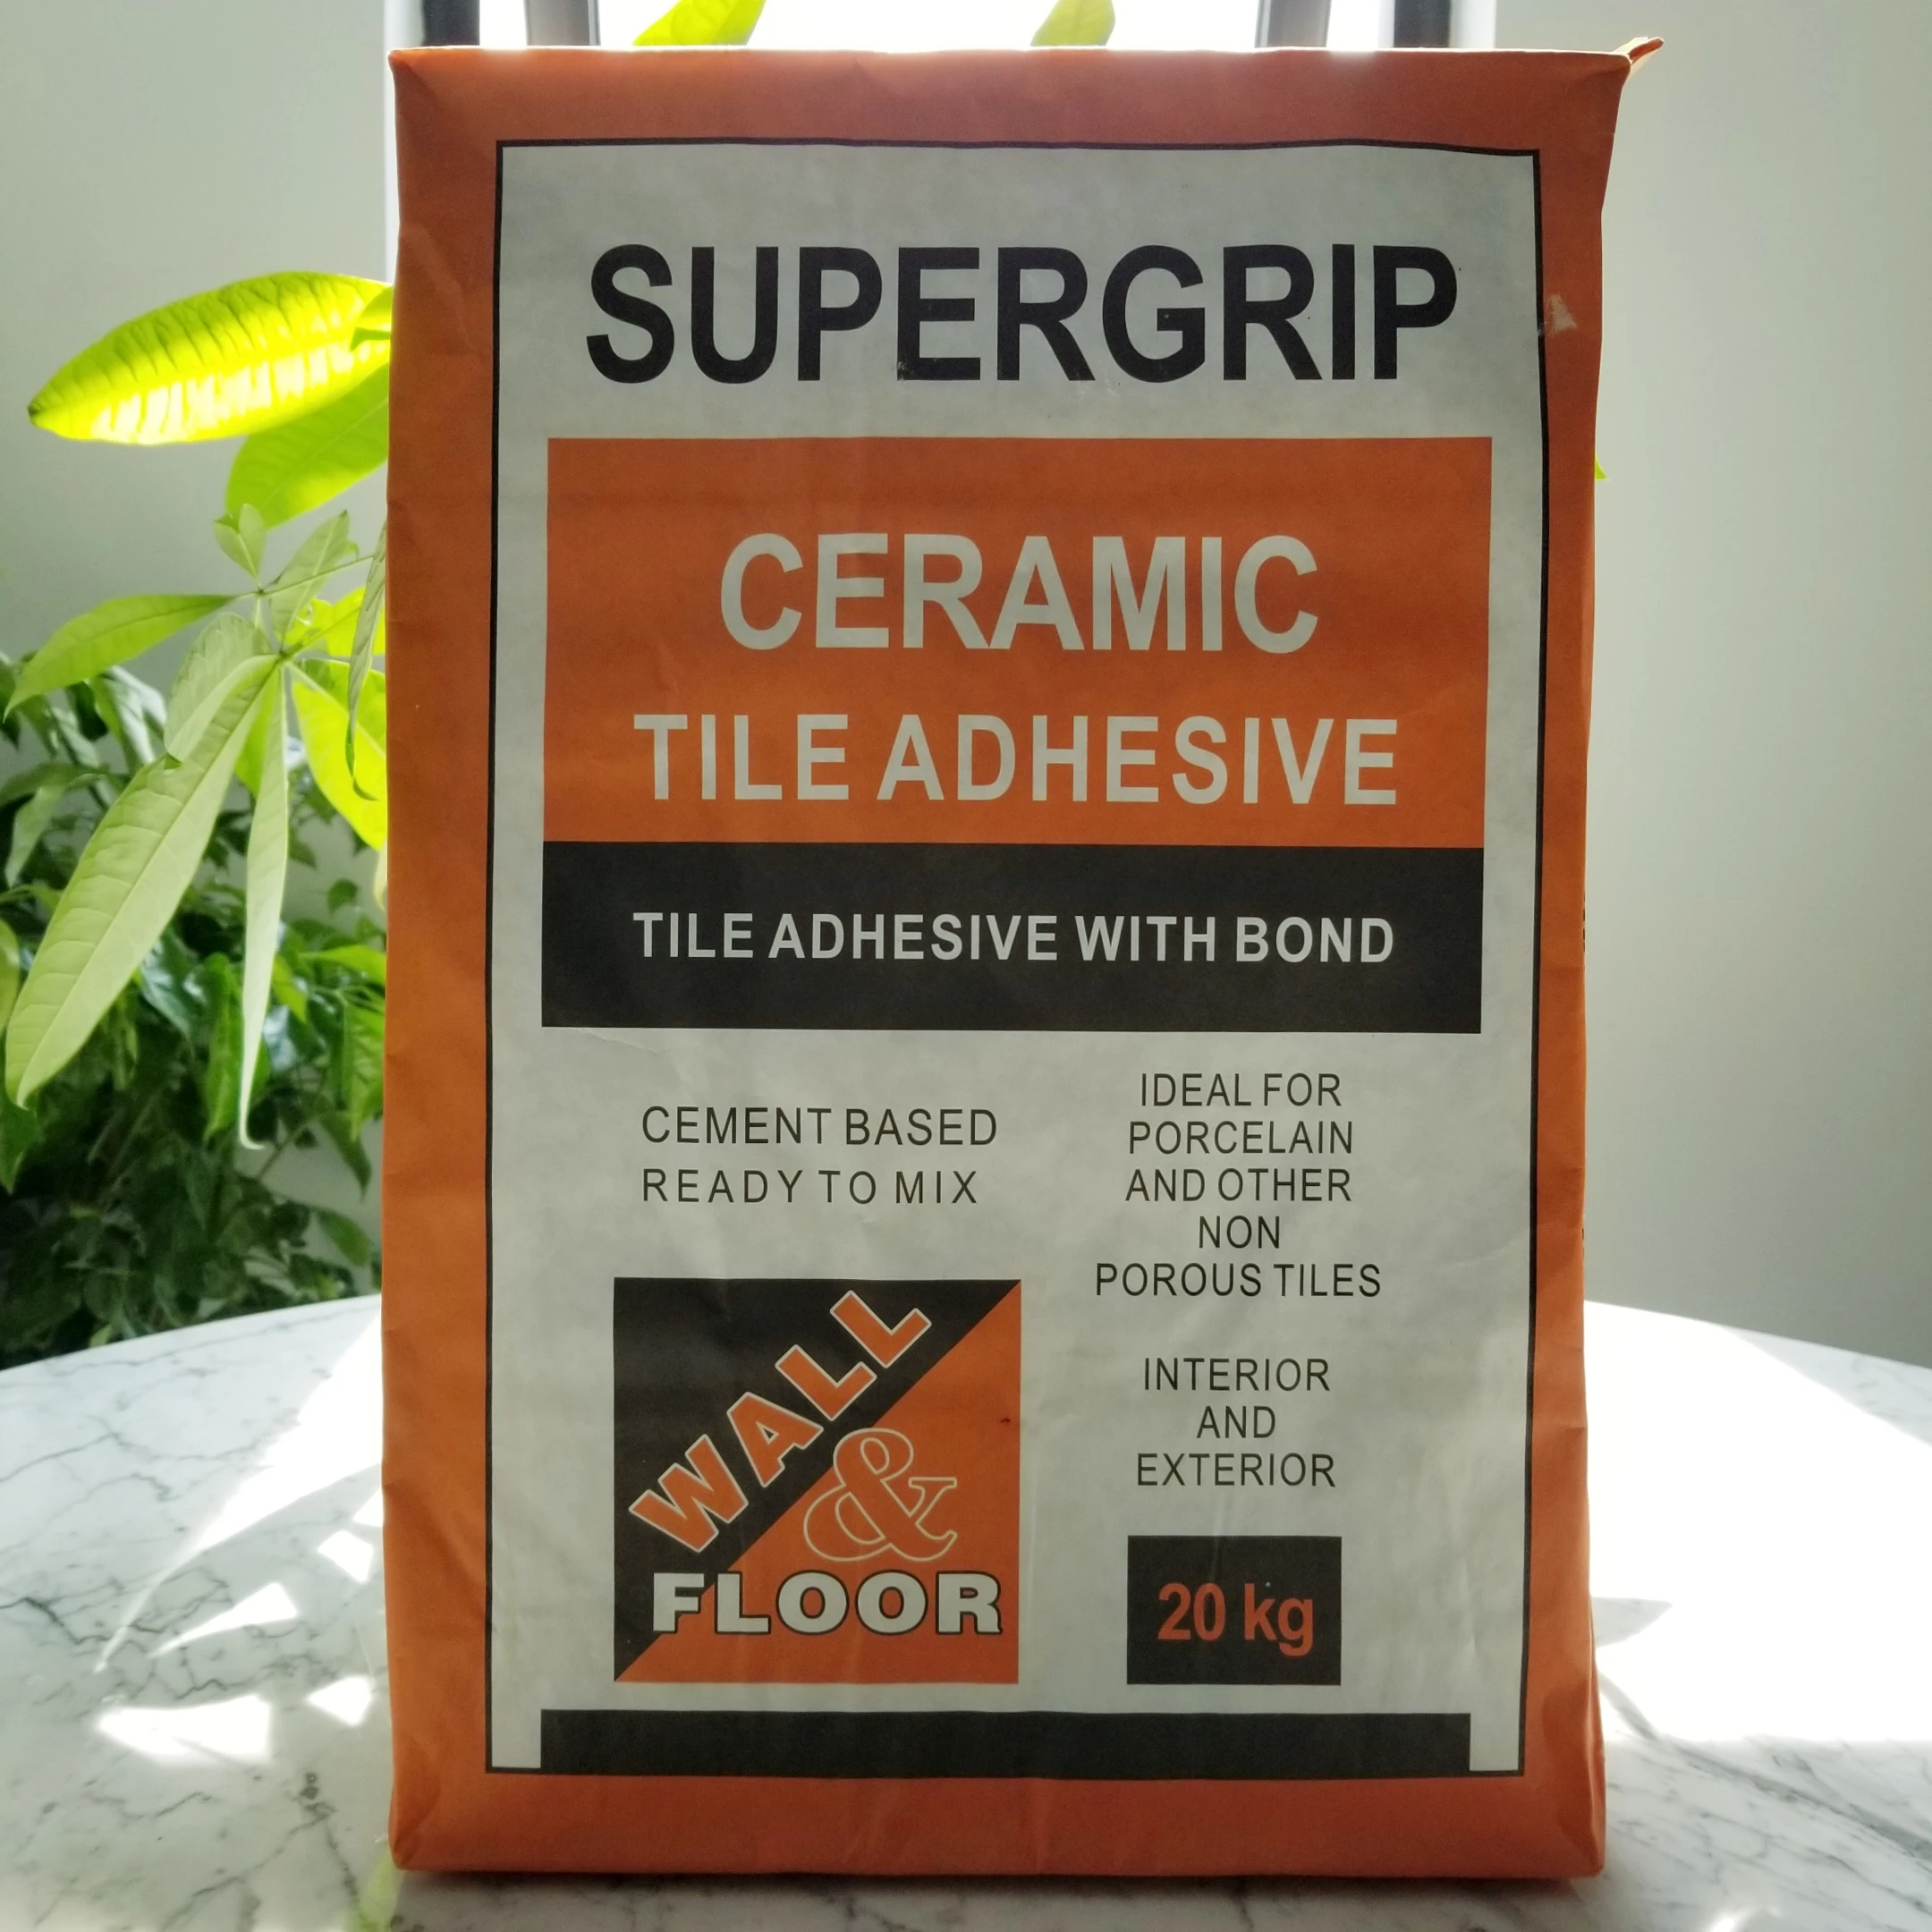 SUPERGRIP
CERAMIC
TILE ADHESIVE
TILE ADHESIVE WITH BOND
CEMENT BASED
READY TO MIX
IDEAL FOR
PORCELAIN
AND OTHER
NON
POROUS TILES
INTERIOR
AND
EXTERIOR
WALL
&
FLOOR
20 kg